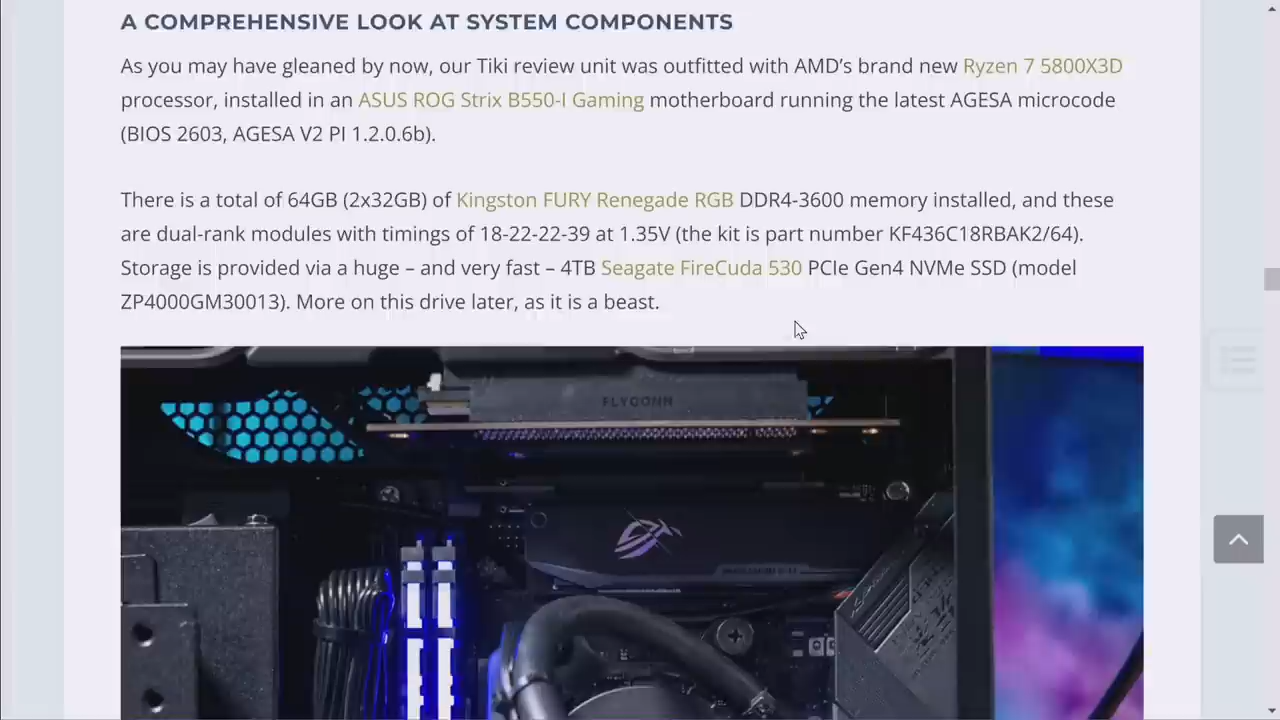 A COMPREHENSIVE LOOK AT SYSTEM COMPONENTS
As you may have gleaned by now, our Tiki review unit was outfitted with AMD’s brand new Ryzen 7 5800X3D
processor, installed in an ASUS ROG Strix B550-I Gaming motherboard running the latest AGESA microcode
(BIOS 2603, AGESA V2 PI 1.2.0.6b).
There is a total of 64GB (2x32GB) of Kingston FURY Renegade RGB DDR4-3600 memory installed, and these
are dual-rank modules with timings of 18-22-22-39 at 1.35V (the kit is part number KF436C18RBAK2/64).
Storage is provided via a huge – and very fast – 4TB Seagate FireCuda 530 PCIe Gen4 NVMe SSD (model
ZP4000GM30013). More on this drive later, as it is a beast.
FLYCONN